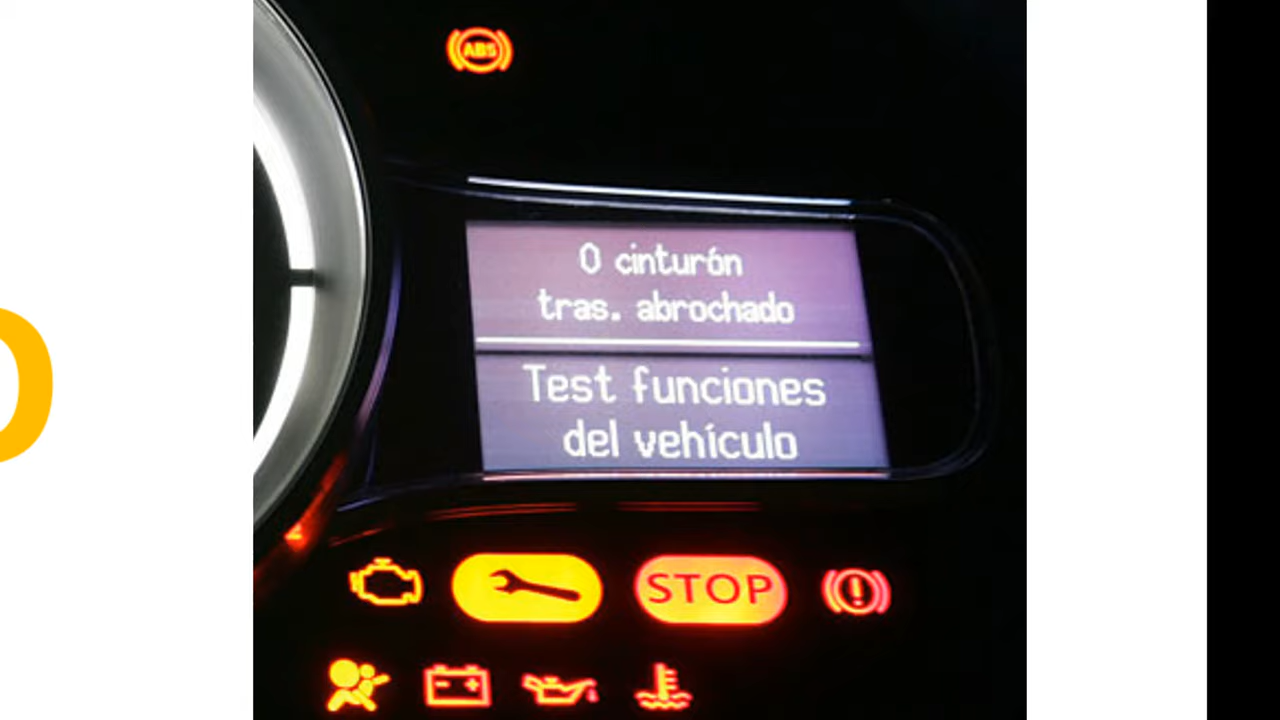 ABS
0 cinturón
tras. abrochado
Test funciones
del vehículo
STOP